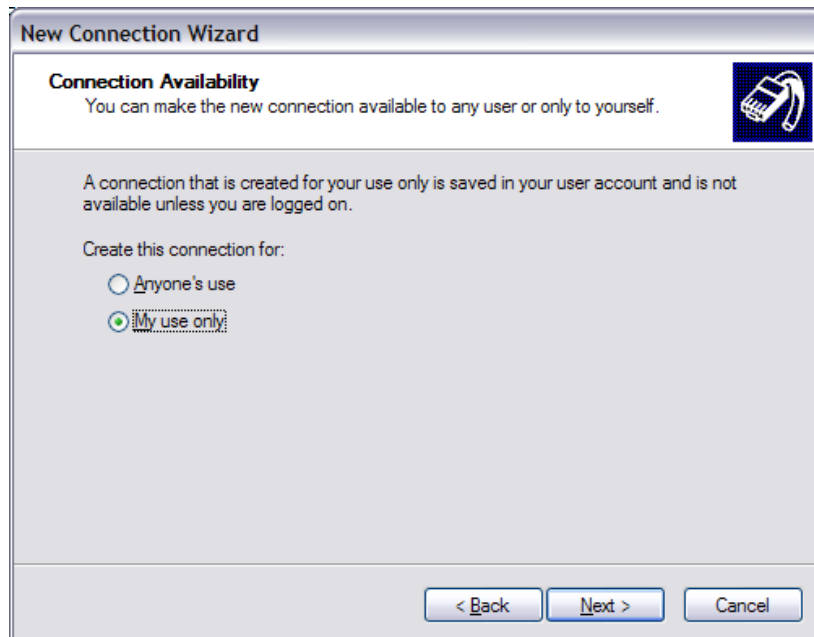 New Connection Wizard
Connection Availability
You can make the new connection available to any user or only to yourself.
A connection that is created for your use only is saved in your user account and is not
available unless you are logged on.
Create this connection for:
Anyone's use
My use only
< Back Next > Cancel